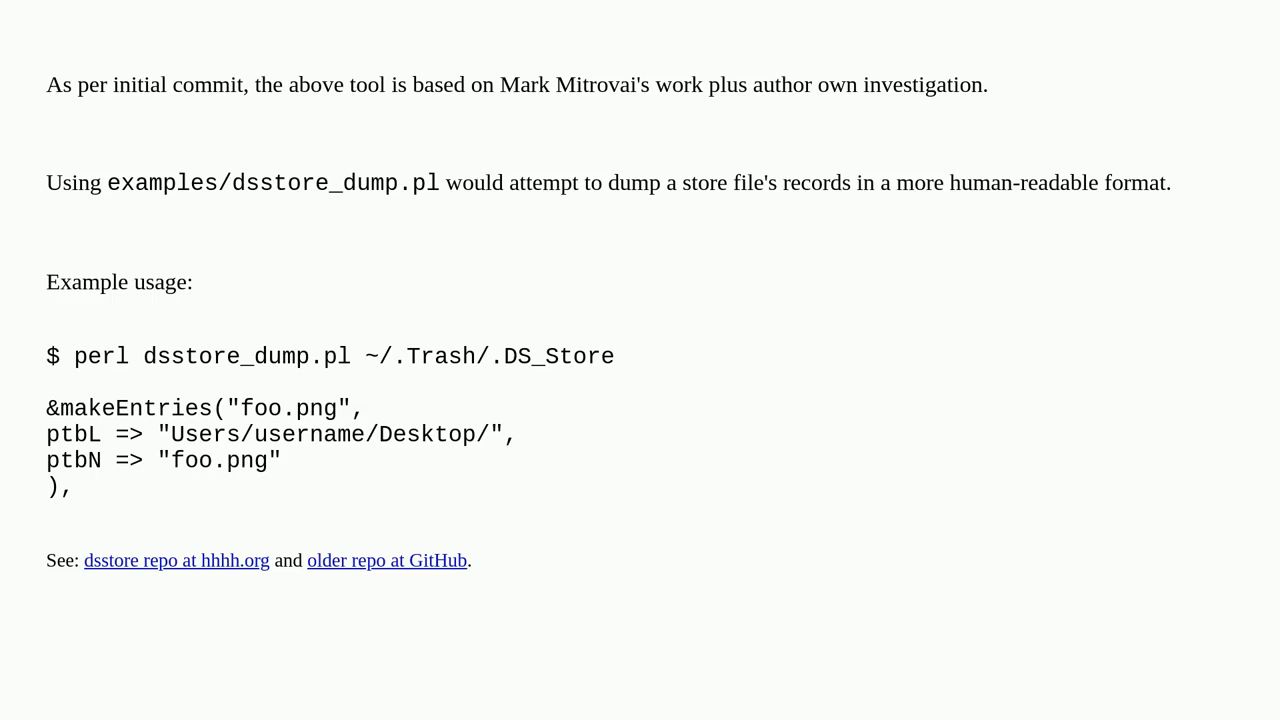 As per initial commit, the above tool is based on Mark Mitrovai's work plus author own investigation.
Using examples/dsstore_dump.pl would attempt to dump a store file's records in a more human-readable format.
Example usage:
$ perl dsstore_dump.pl ~/.Trash/.DS_Store
&makeEntries("foo.png",
ptbL => "Users/username/Desktop/",
ptbN => "foo.png"
),
See: dsstore repo at hhhh.org and older repo at GitHub.